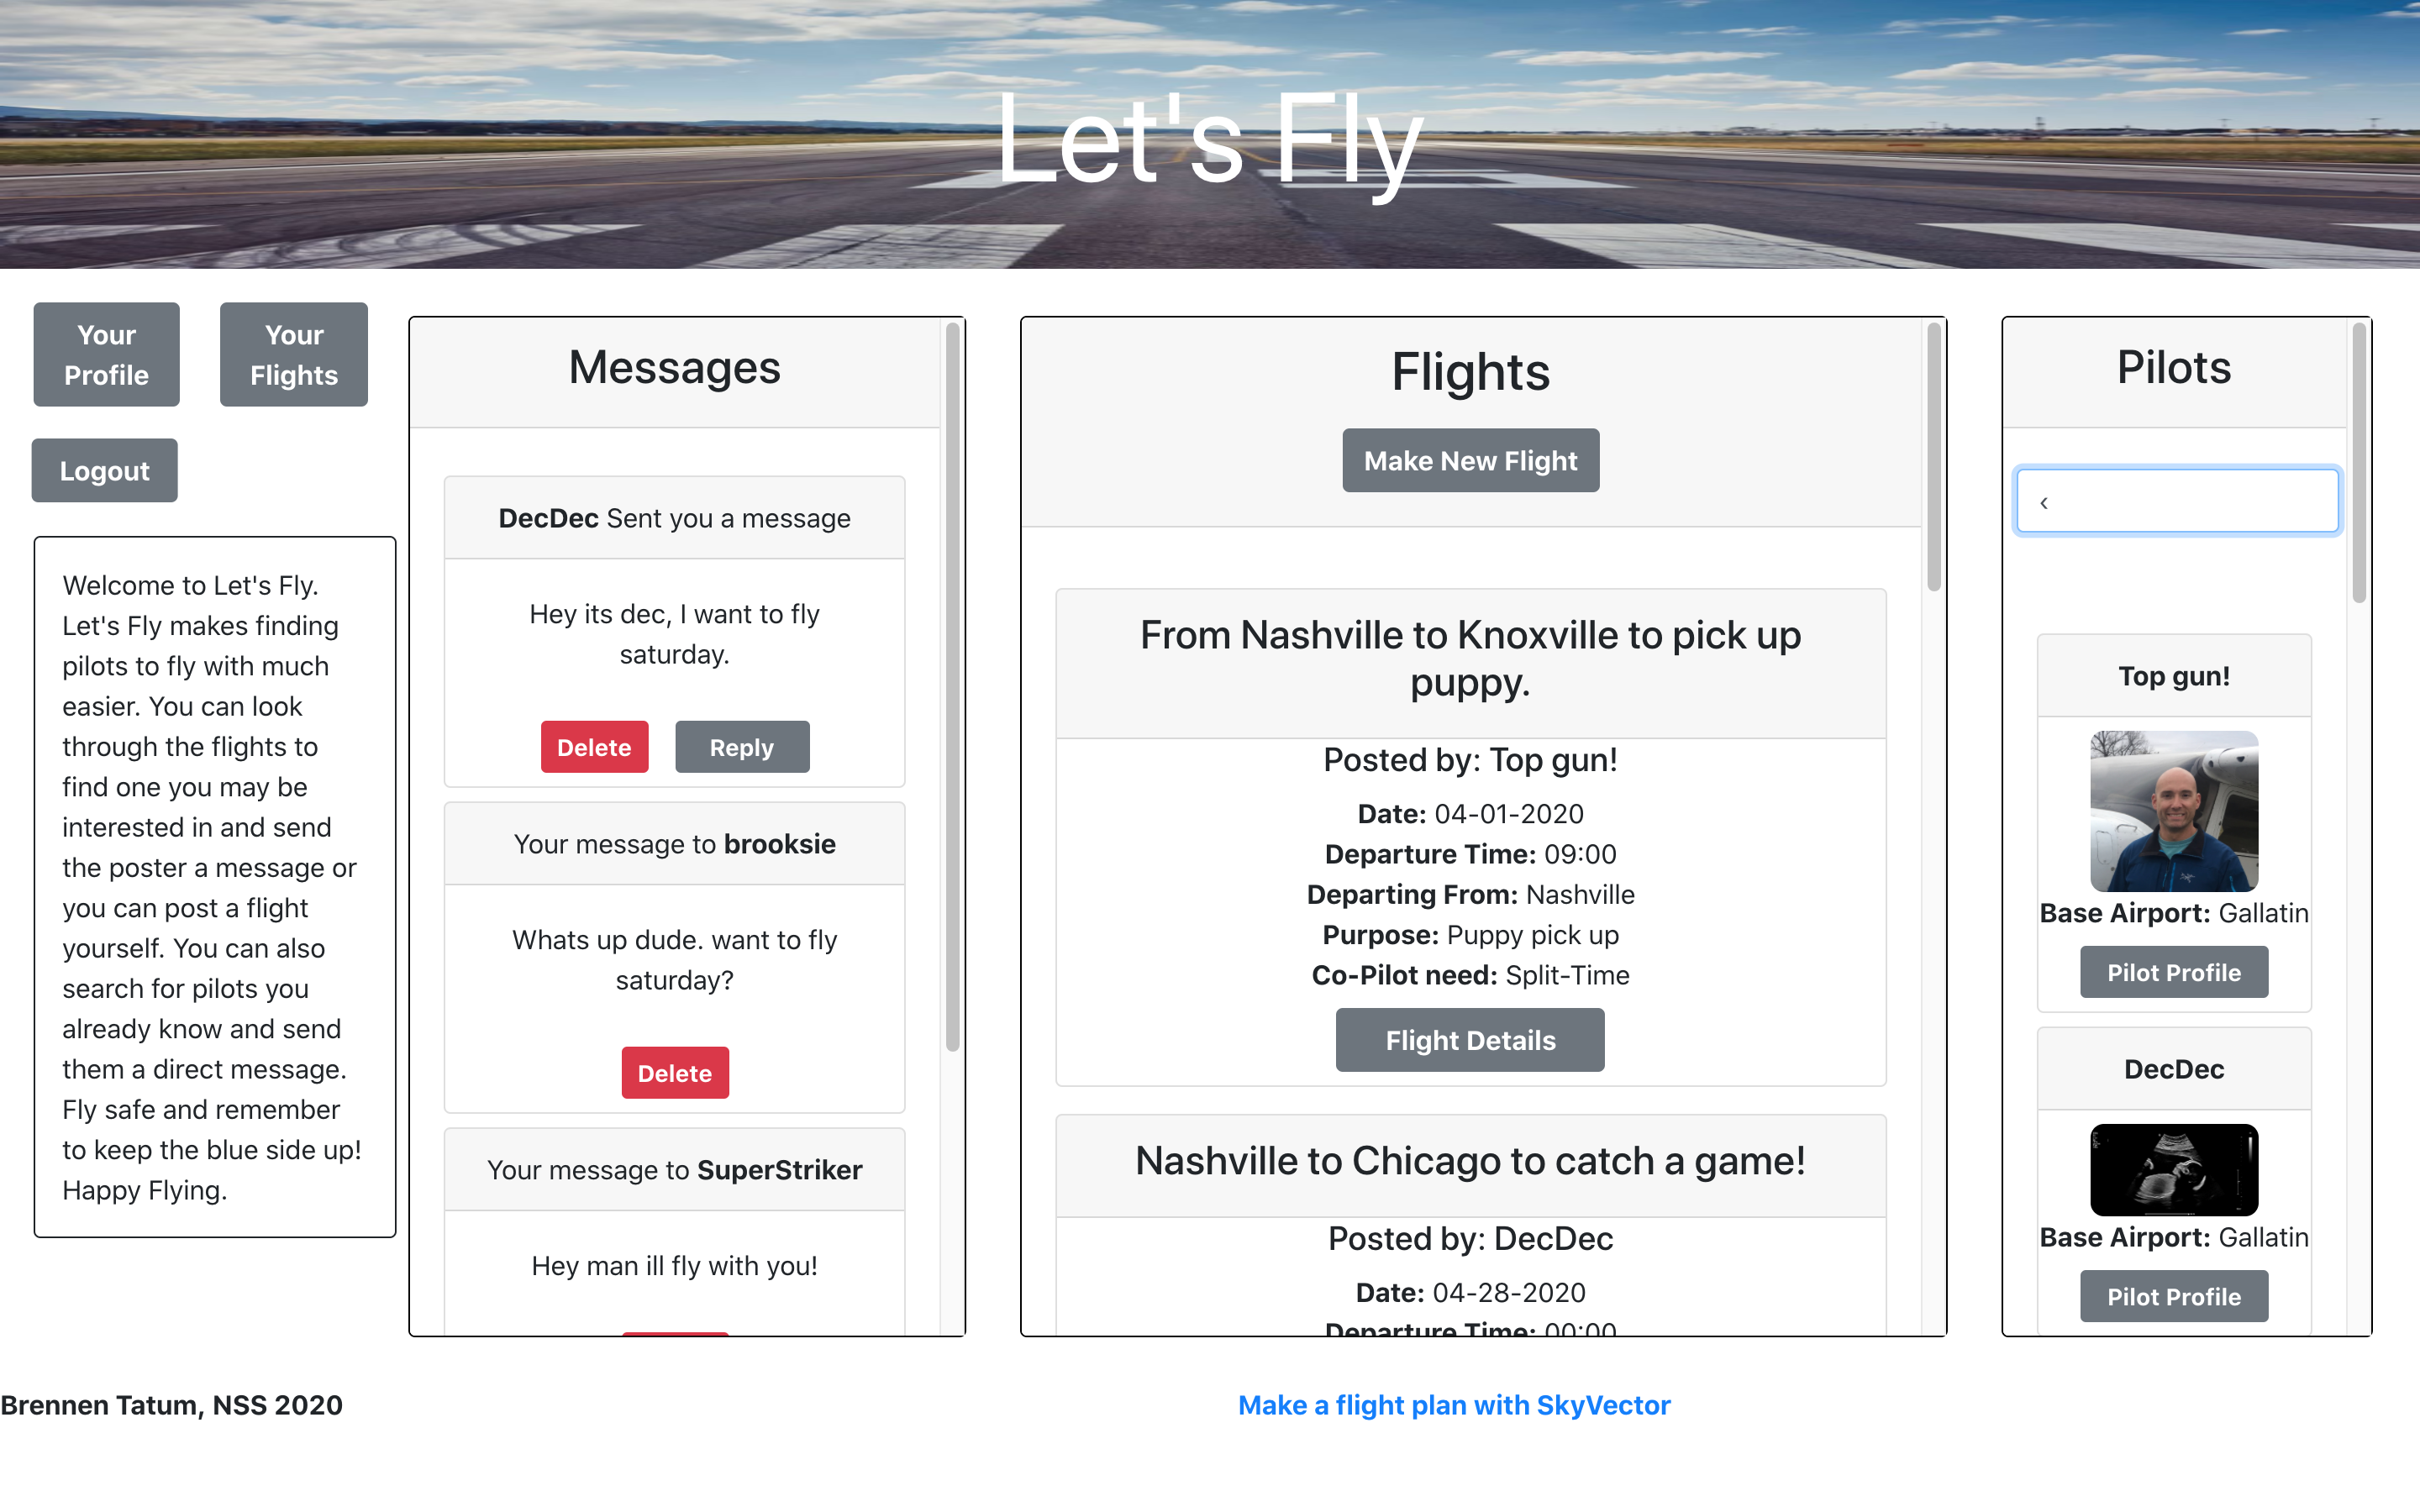 Let's Fly
Your
Profile
Your
Flights
Logout
Welcome to Let's Fly.
Let's Fly makes finding
pilots to fly with much
easier. You can look
through the flights to
find one you may be
interested in and send
the poster a message or
you can post a flight
yourself. You can also
search for pilots you
already know and send
them a direct message.
Fly safe and remember
to keep the blue side up!
Happy Flying.
Messages
DecDec Sent you a message
Hey its dec, I want to fly
saturday.
Delete Reply
Your message to brooksie
Whats up dude. want to fly
saturday?
Delete
Your message to SuperStriker
Hey man ill fly with you!
Flights
Make New Flight
From Nashville to Knoxville to pick up
puppy.
Posted by: Top gun!
Date: 04-01-2020
Departure Time: 09:00
Departing From: Nashville
Purpose: Puppy pick up
Co-Pilot need: Split-Time
Flight Details
Nashville to Chicago to catch a game!
Posted by: DecDec
Date: 04-28-2020
Departure Time: 00:00
Pilots
‹
Top gun!
Base Airport: Gallatin
Pilot Profile
DecDec
Base Airport: Gallatin
Pilot Profile
Brennen Tatum, NSS 2020
Make a flight plan with SkyVector